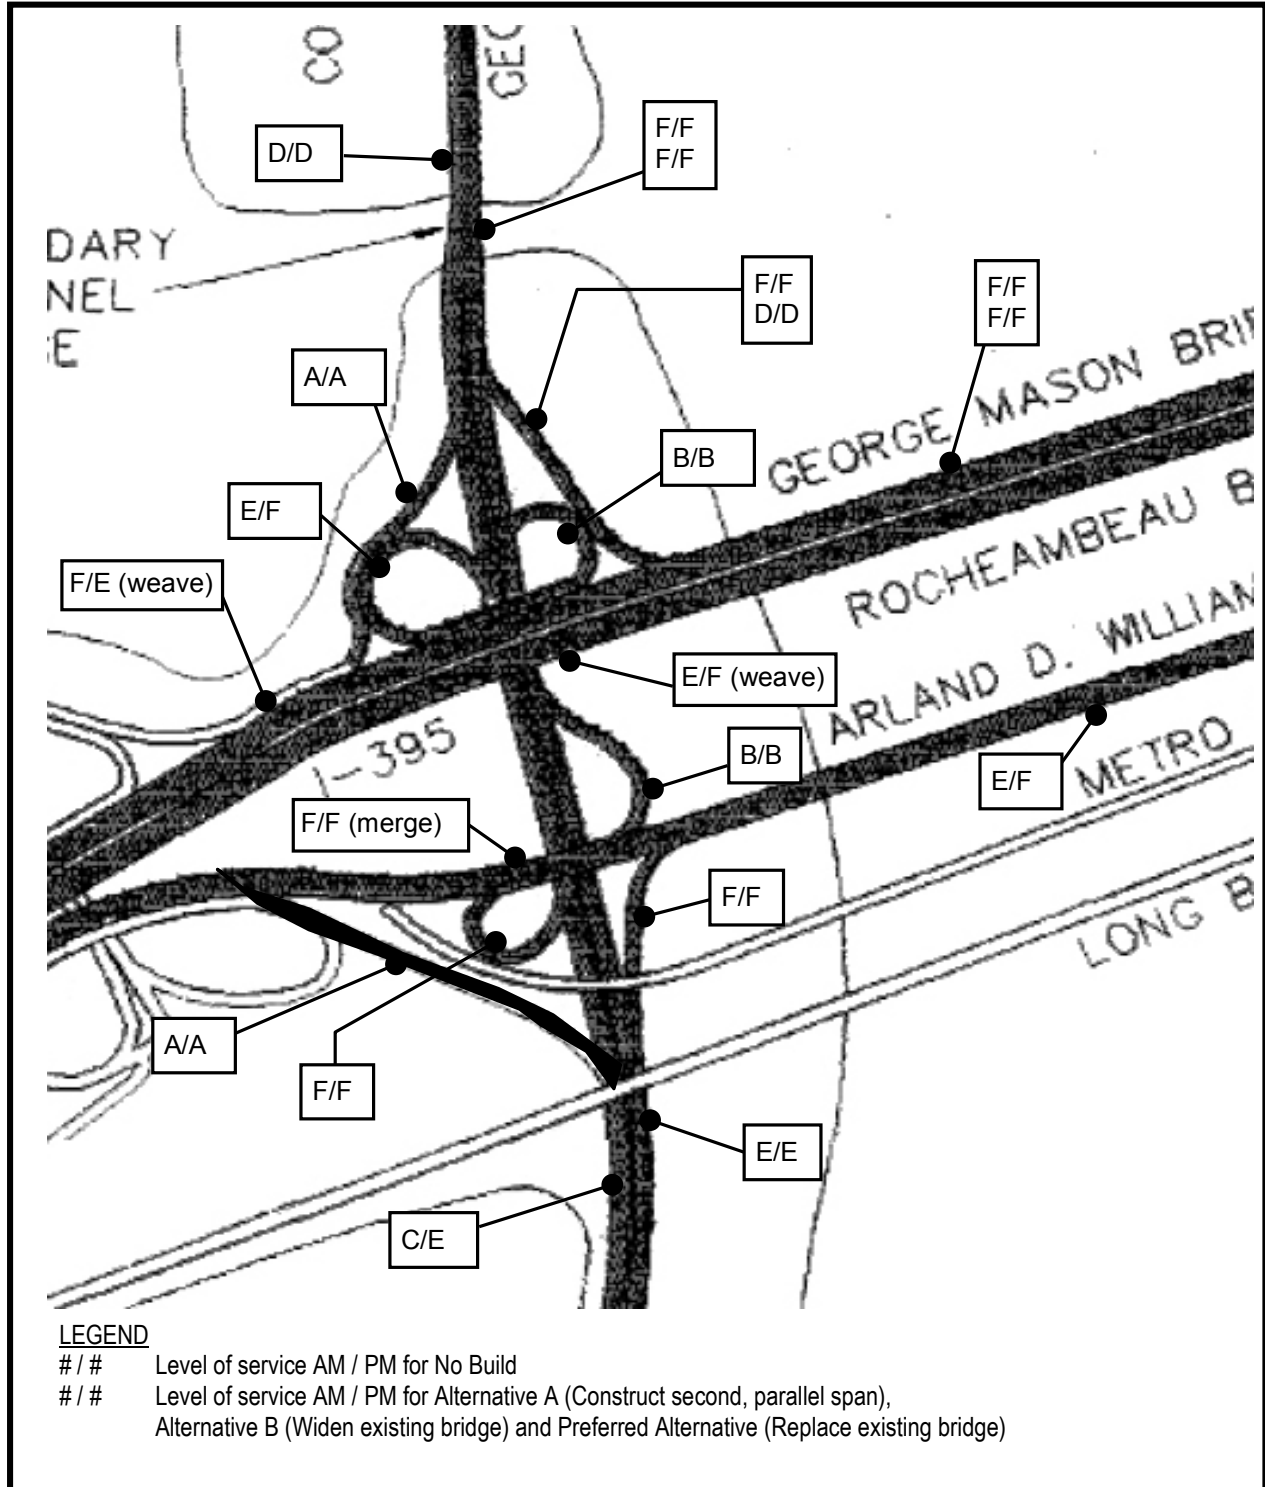 CO
GEO
D/D
F/F
F/F
DARY
NEL
E
F/F
D/D
F/F
F/F
A/A
GEORGE MASON BRI
B/B
E/F
ROCHEAMBEAU B
F/E (weave)
E/F (weave)
ARLAND D. WILLIAM
I-395
B/B
METRO
E/F
F/F (merge)
F/F
LONG B
A/A
F/F
E/E
C/E
LEGEND
# / # Level of service AM / PM for No Build
# / # Level of service AM / PM for Alternative A (Construct second, parallel span),
Alternative B (Widen existing bridge) and Preferred Alternative (Replace existing bridge)